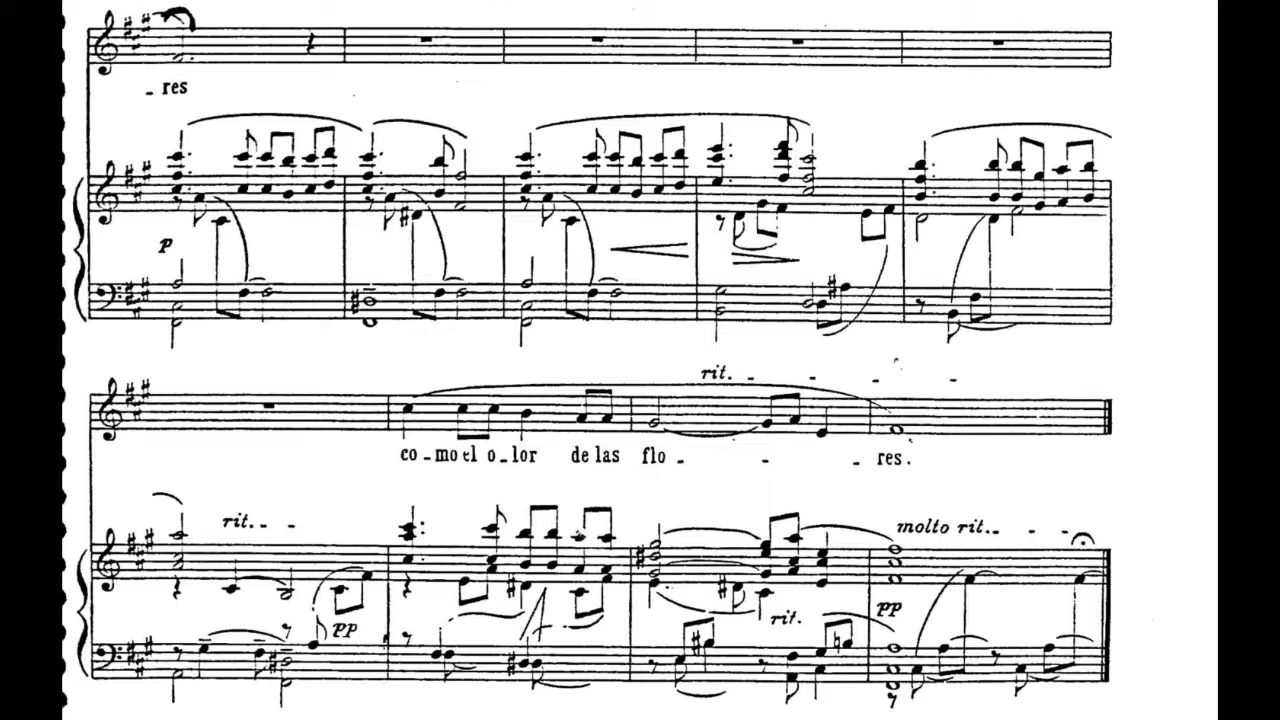 - res
p
rit. - - - -
co - mo el o - lor de las flo - - - res.
rit. - -
molto rit. - - -
pp
rit.
pp